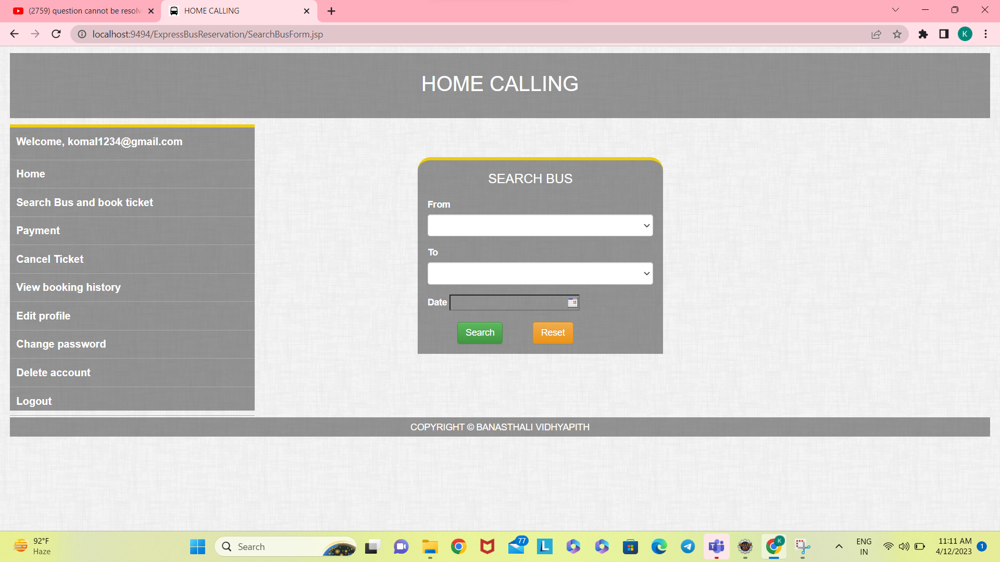 (2759) question cannot be resolv
HOME CALLING
localhost:9494/ExpressBusReservation/SearchBusForm.jsp
K
HOME CALLING
Welcome, komal1234@gmail.com
Home
Search Bus and book ticket
Payment
Cancel Ticket
View booking history
Edit profile
Change password
Delete account
Logout
SEARCH BUS
From
To
Date
Search
Reset
COPYRIGHT © BANASTHALI VIDHYAPITH
92°F
Haze
Search
77
L
T
K
ENG
IN
11:11 AM
4/12/2023
1